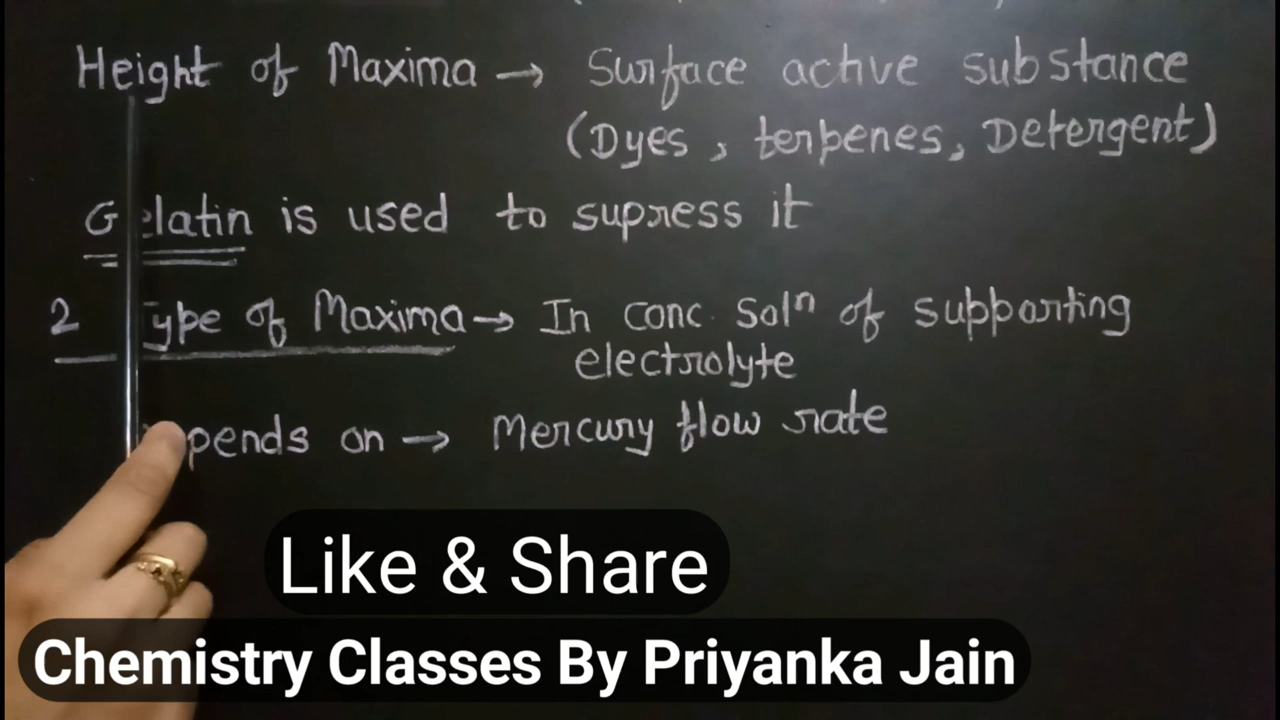 Height of Maxima → Surface active substance
(Dyes, terpenes, Detergent)
Gelatin is used to supress it
2 Type of Maxima → In conc. Solⁿ of supporting
electrolyte
pends on → Mercury flow rate
Like & Share
Chemistry Classes By Priyanka Jain